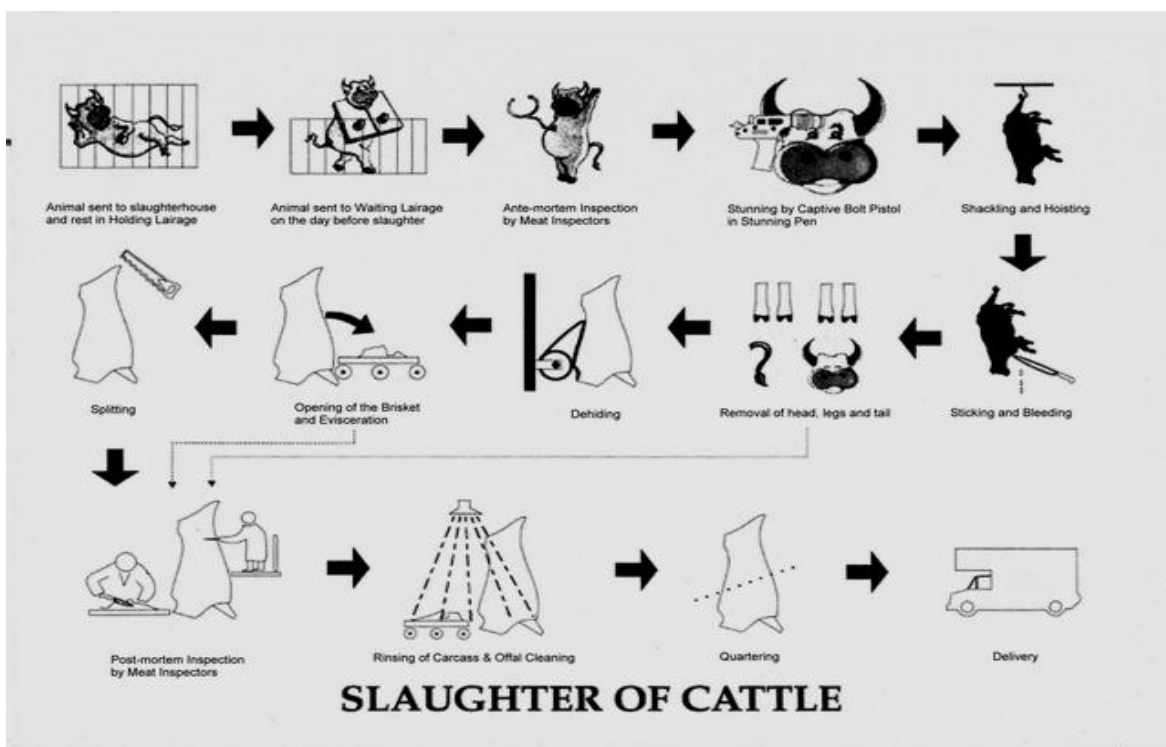 Animal sent to slaughterhouse
and rest in Holding Lairage
Animal sent to Waiting Lairage
on the day before slaughter
Ante-mortem Inspection
by Meat Inspectors
Stunning by Captive Bolt Pistol
in Stunning Pen
Shackling and Hoisting
Sticking and Bleeding
Removal of head, legs and tail
Dehiding
Opening of the Brisket
and Evisceration
Splitting
Post-mortem Inspection
by Meat Inspectors
Rinsing of Carcass & Offal Cleaning
Quartering
Delivery
SLAUGHTER OF CATTLE